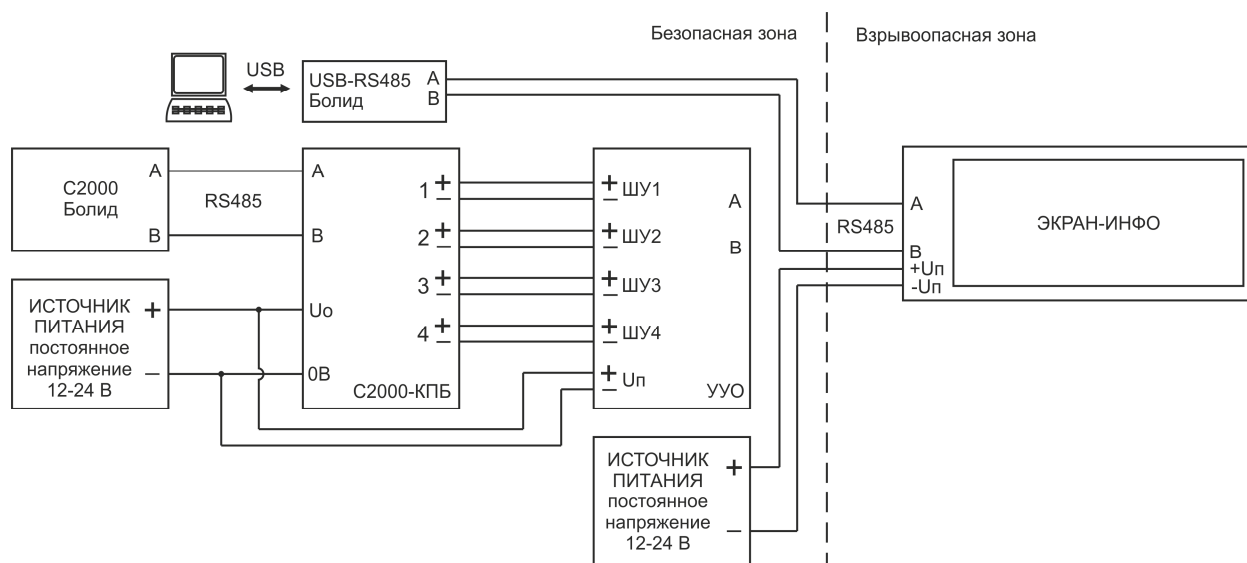 Безопасная зона
Взрывоопасная зона
USB
USB-RS485
Болид
A
B
С2000
Болид
A
B
RS485
A
B
Uо
0В
1 + −
2 + −
3 + −
4 + −
С2000-КПБ
+ − ШУ1
+ − ШУ2
+ − ШУ3
+ − ШУ4
+ − Uп
A
B
УУО
ИСТОЧНИК
ПИТАНИЯ
постоянное
напряжение
12-24 В
+
−
ИСТОЧНИК
ПИТАНИЯ
постоянное
напряжение
12-24 В
+
−
RS485
A
B
+Uп
-Uп
ЭКРАН-ИНФО